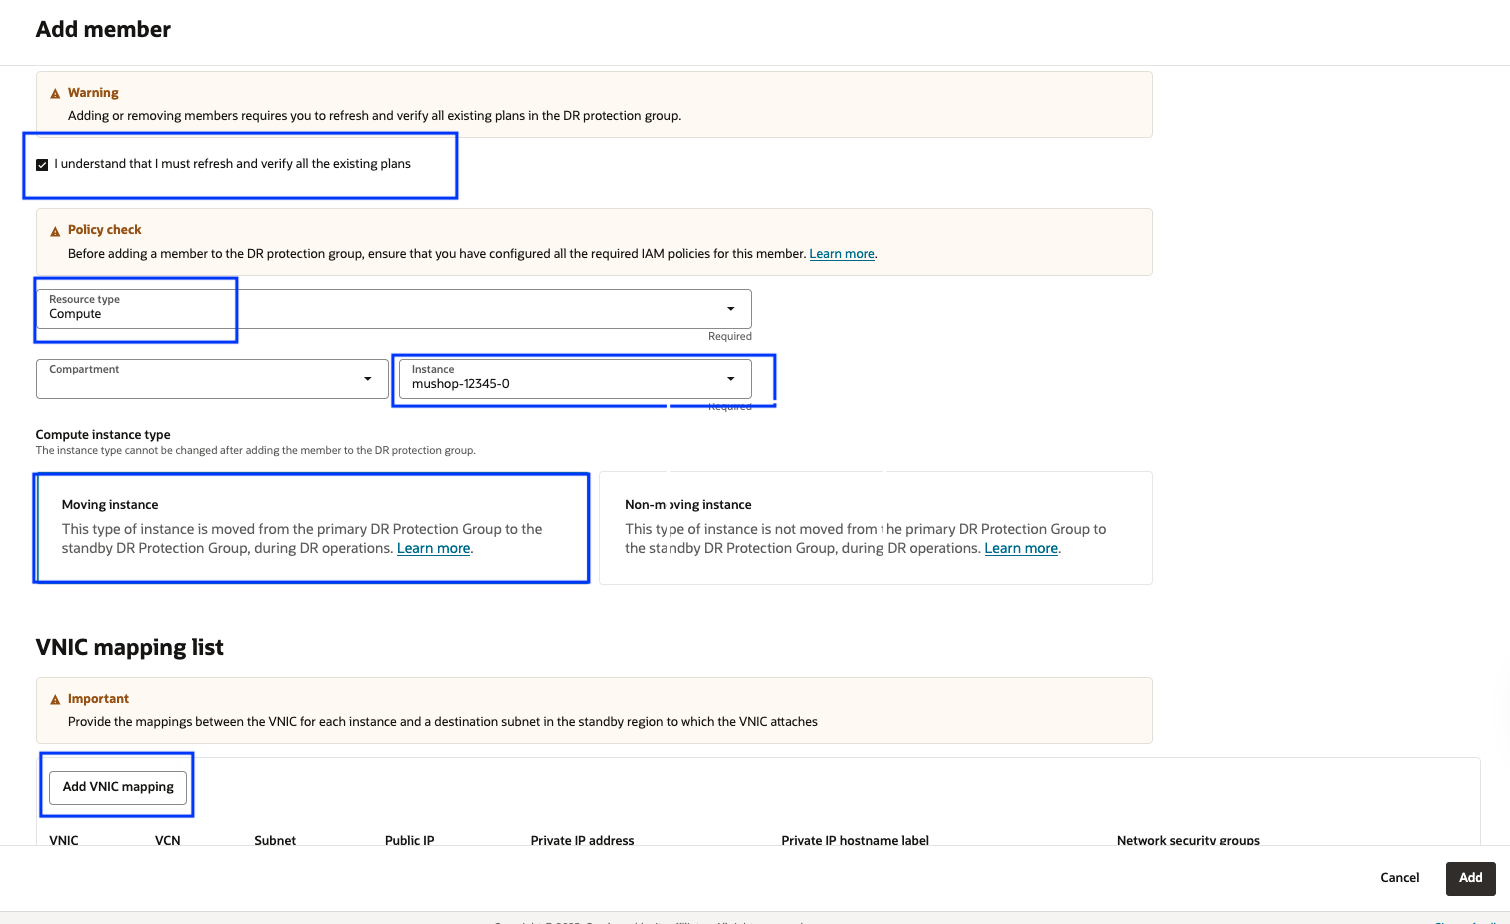 Add member
Warning
Adding or removing members requires you to refresh and verify all existing plans in the DR protection group.
I understand that I must refresh and verify all the existing plans
Policy check
Before adding a member to the DR protection group, ensure that you have configured all the required IAM policies for this member. Learn more.
Resource type
Compute
Required
Compartment
Instance
mushop-12345-0
Required
Compute instance type
The instance type cannot be changed after adding the member to the DR protection group.
Moving instance
This type of instance is moved from the primary DR Protection Group to the
standby DR Protection Group, during DR operations. Learn more.
Non-moving instance
This type of instance is not moved from the primary DR Protection Group to
the standby DR Protection Group, during DR operations. Learn more.
VNIC mapping list
Important
Provide the mappings between the VNIC for each instance and a destination subnet in the standby region to which the VNIC attaches
Add VNIC mapping
VNIC VCN Subnet Public IP Private IP address Private IP hostname label Network security groups
Cancel Add